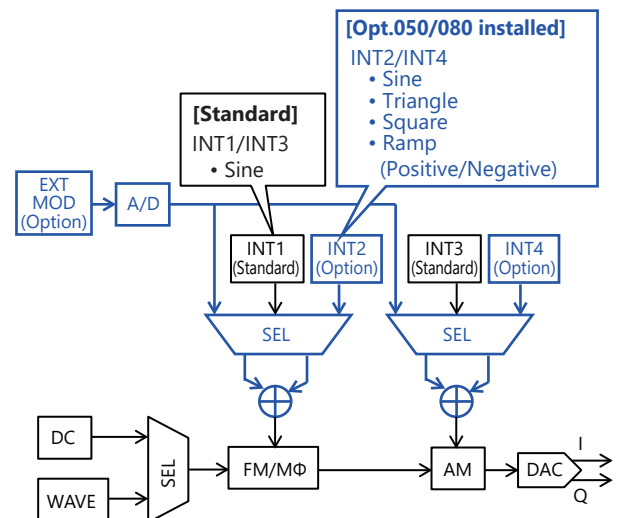 [Opt.050/080 installed]
INT2/INT4
• Sine
• Triangle
• Square
• Ramp
(Positive/Negative)
[Standard]
INT1/INT3
• Sine
EXT
MOD
(Option)
A/D
INT1
(Standard)
INT2
(Option)
INT3
(Standard)
INT4
(Option)
SEL
SEL
DC
WAVE
SEL
FM/MΦ
AM
DAC
I
Q